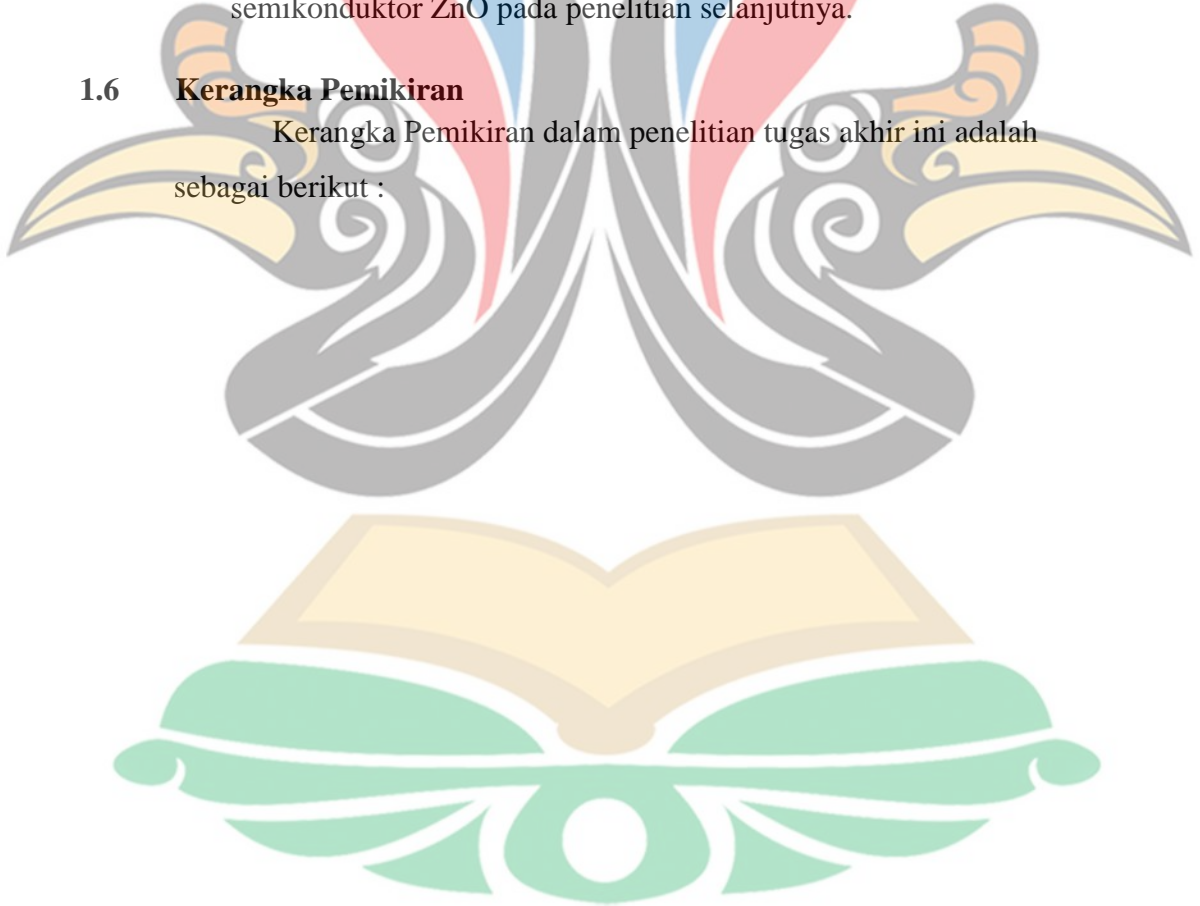 semikonduktor ZnO pada penelitian selanjutnya.
1.6 Kerangka Pemikiran
Kerangka Pemikiran dalam penelitian tugas akhir ini adalah
sebagai berikut :